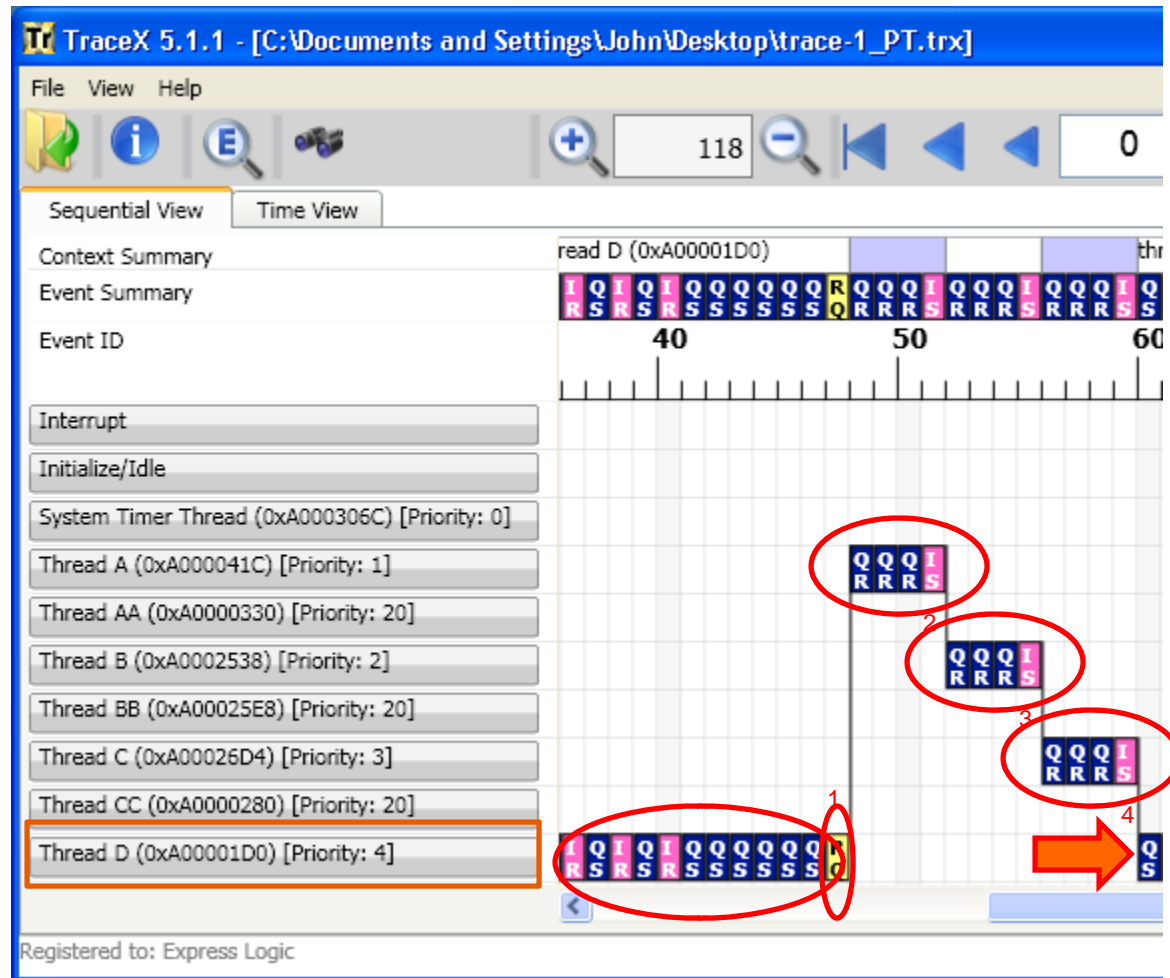 Tr TraceX 5.1.1 - [C:\Documents and Settings\John\Desktop\trace-1_PT.trx]
File View Help
i E 118 0
Sequential View Time View
Context Summary read D (0xA00001D0) thr
Event Summary
I Q I Q I Q Q Q Q Q Q R Q Q Q I Q Q Q I Q Q Q I Q
R S R S R S S S S S S Q R R R S R R R S R R R S S
Event ID 40 50 60
Interrupt
Initialize/Idle
System Timer Thread (0xA000306C) [Priority: 0]
Thread A (0xA000041C) [Priority: 1] Q Q Q I
R R R S
Thread AA (0xA0000330) [Priority: 20]
2
Thread B (0xA0002538) [Priority: 2] Q Q Q I
R R R S
Thread BB (0xA00025E8) [Priority: 20]
3
Thread C (0xA00026D4) [Priority: 3] Q Q Q I
R R R S
Thread CC (0xA0000280) [Priority: 20]
1 4
Thread D (0xA00001D0) [Priority: 4] I Q I Q I Q Q Q Q Q Q R Q
R S R S R S S S S S S Q S
Registered to: Express Logic